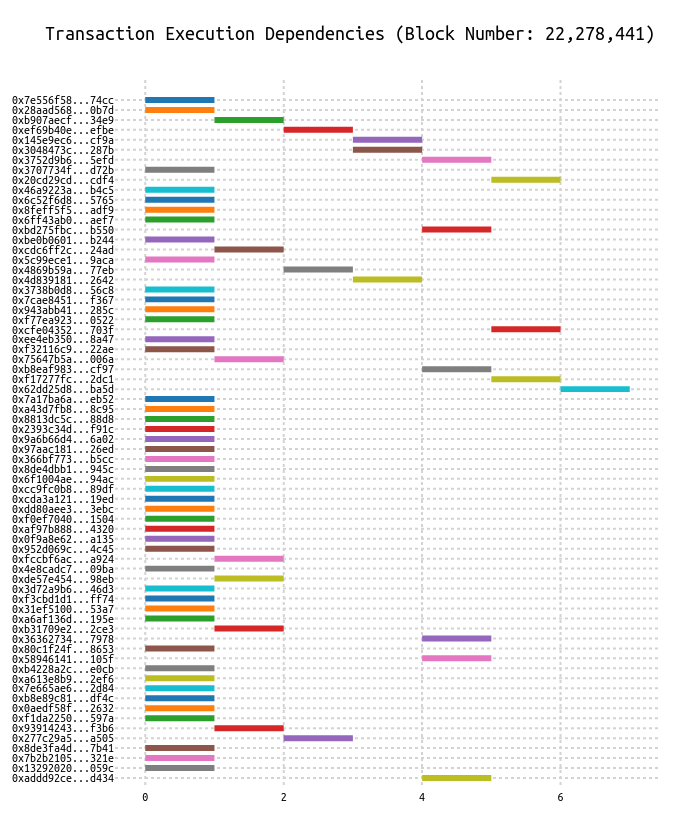 Transaction Execution Dependencies (Block Number: 22,278,441)
0x7e556f58...74cc
0x28aad568...0b7d
0xb907aecf...34e9
0xef69b40e...efbe
0x145e9ec6...cf9a
0x3048473c...287b
0x3752d9b6...5efd
0x3707734f...d72b
0x20cd29cd...cdf4
0x46a9223a...b4c5
0x6c52f6d8...5765
0x8feff5f5...adf9
0x6ff43ab0...aef7
0xbd275fbc...b550
0xbe0b0601...b244
0xcdc6ff2c...24ad
0x5c99ece1...9aca
0x4869b59a...77eb
0x4d839181...2642
0x3738b0d8...56c8
0x7cae8451...f367
0x943abb41...285c
0xf77ea923...0522
0xcfe04352...703f
0xee4eb350...8a47
0xf32116c9...22ae
0x75647b5a...006a
0xb8eaf983...cf97
0xf17277fc...2dc1
0x62dd25d8...ba5d
0x7a17ba6a...eb52
0xa43d7fb8...8c95
0x8813dc5c...88d8
0x2393c34d...f91c
0x9a6b66d4...6a02
0x97aac181...26ed
0x366bf773...b5cc
0x8de4dbb1...945c
0x6f1004ae...94ac
0xcc9fc0b8...89df
0xcda3a121...19ed
0xdd80aee3...3ebc
0xf0ef7040...1504
0xaf97b888...4320
0x0f9a8e62...a135
0x952d069c...4c45
0xfccbf6ac...a924
0x4e8cadc7...09ba
0xde57e454...98eb
0x3d72a9b6...46d3
0xf3cbd1d1...ff74
0x31ef5100...53a7
0xa6af136d...195e
0xb31709e2...2ce3
0x36362734...7978
0x80c1f24f...8653
0x58946141...105f
0xb4228a2c...e0cb
0xa613e8b9...2ef6
0x7e665ae6...2d84
0xb8e89c81...df4c
0x0aedf58f...2632
0xf1da2250...597a
0x93914243...f3b6
0x277c29a5...a505
0x8de3fa4d...7b41
0x7b2b2105...321e
0x13292020...059c
0xaddd92ce...d434
0 2 4 6